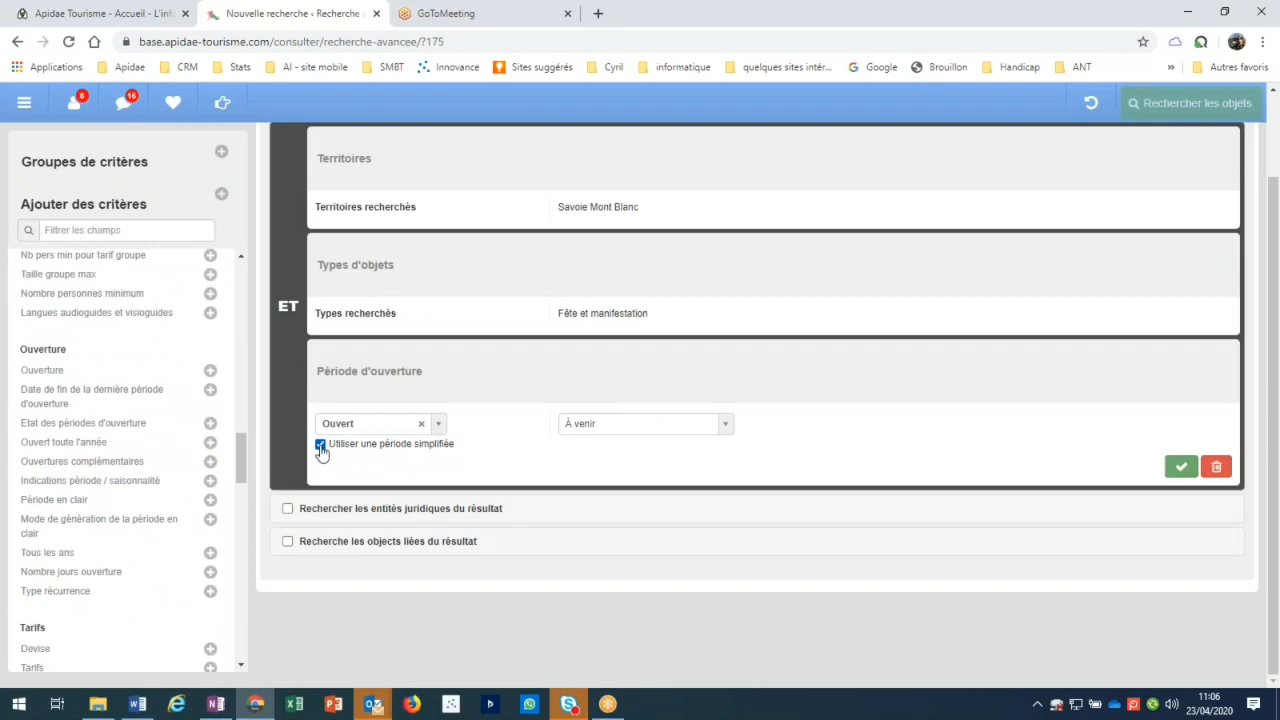 Apidae Tourisme - Accueil - L'info
Nouvelle recherche ‹ Recherche
GoToMeeting
base.apidae-tourisme.com/consulter/recherche-avancee/?175
Applications
Apidae
CRM
Stats
AI - site mobile
SMBT
Innovance
Sites suggérés
Cyril
informatique
quelques sites intér...
Google
Brouillon
Handicap
ANT
»
Autres favoris
8
16
Rechercher les objets
Groupes de critères
Ajouter des critères
Filtrer les champs
Nb pers min pour tarif groupe
Taille groupe max
Nombre personnes minimum
Langues audioguides et visioguides
Ouverture
Ouverture
Date de fin de la dernière période
d'ouverture
Etat des périodes d'ouverture
Ouvert toute l'année
Ouvertures complémentaires
Indications période / saisonnalité
Période en clair
Mode de génération de la période en
clair
Tous les ans
Nombre jours ouverture
Type récurrence
Tarifs
Devise
Tarifs
ET
Territoires
Territoires recherchés
Savoie Mont Blanc
Types d'objets
Types recherchés
Fête et manifestation
Période d'ouverture
Ouvert
À venir
Utiliser une période simplifiée
Rechercher les entités juridiques du résultat
Recherche les objects liées du résultat
11:06
23/04/2020